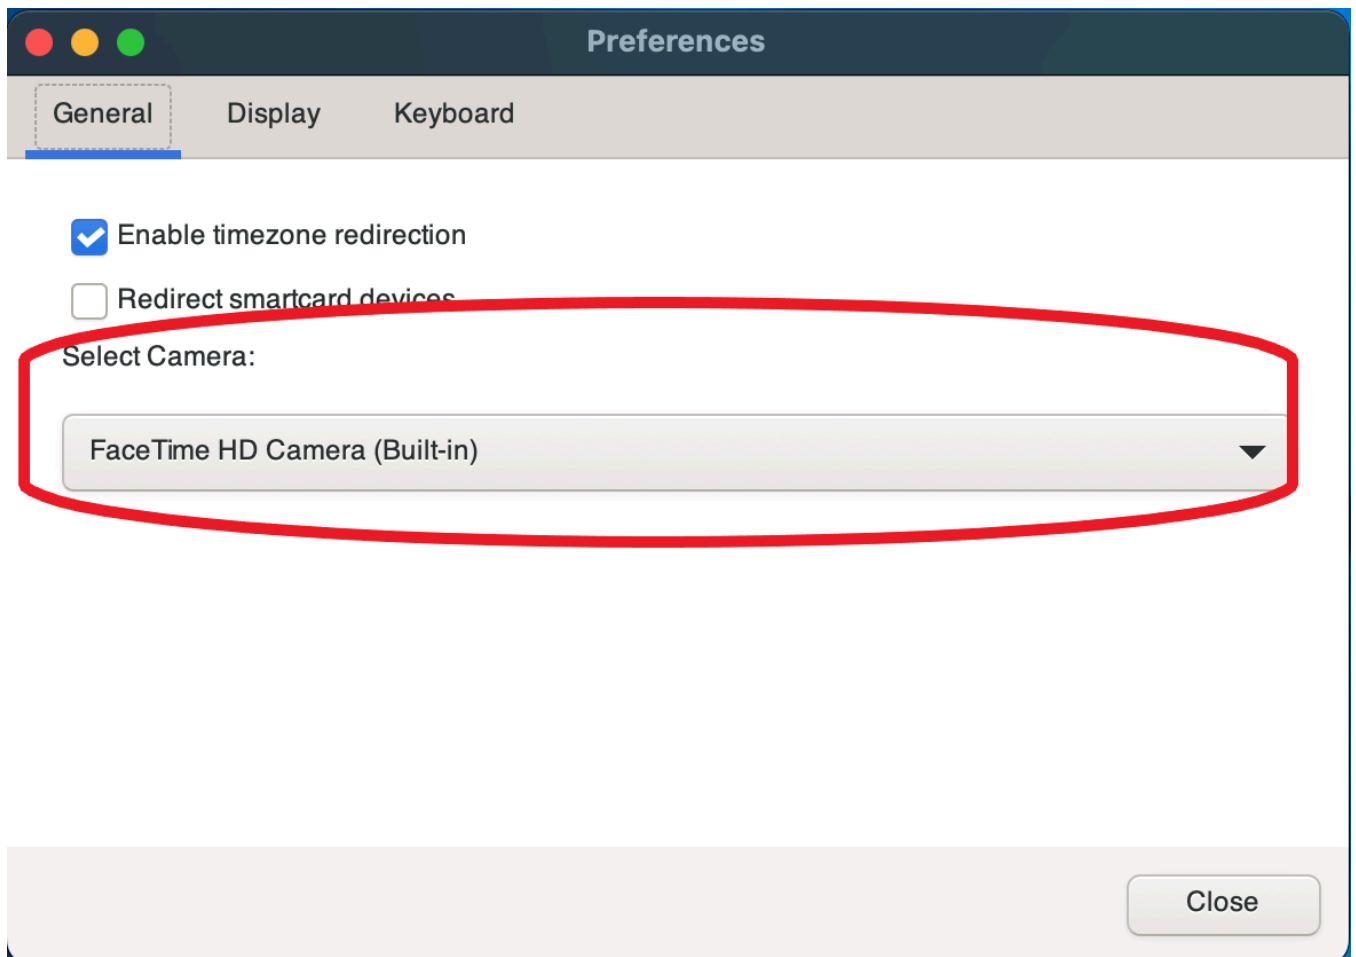 Preferences
General Display Keyboard
Enable timezone redirection
Redirect smartcard devices
Select Camera:
FaceTime HD Camera (Built-in)
Close